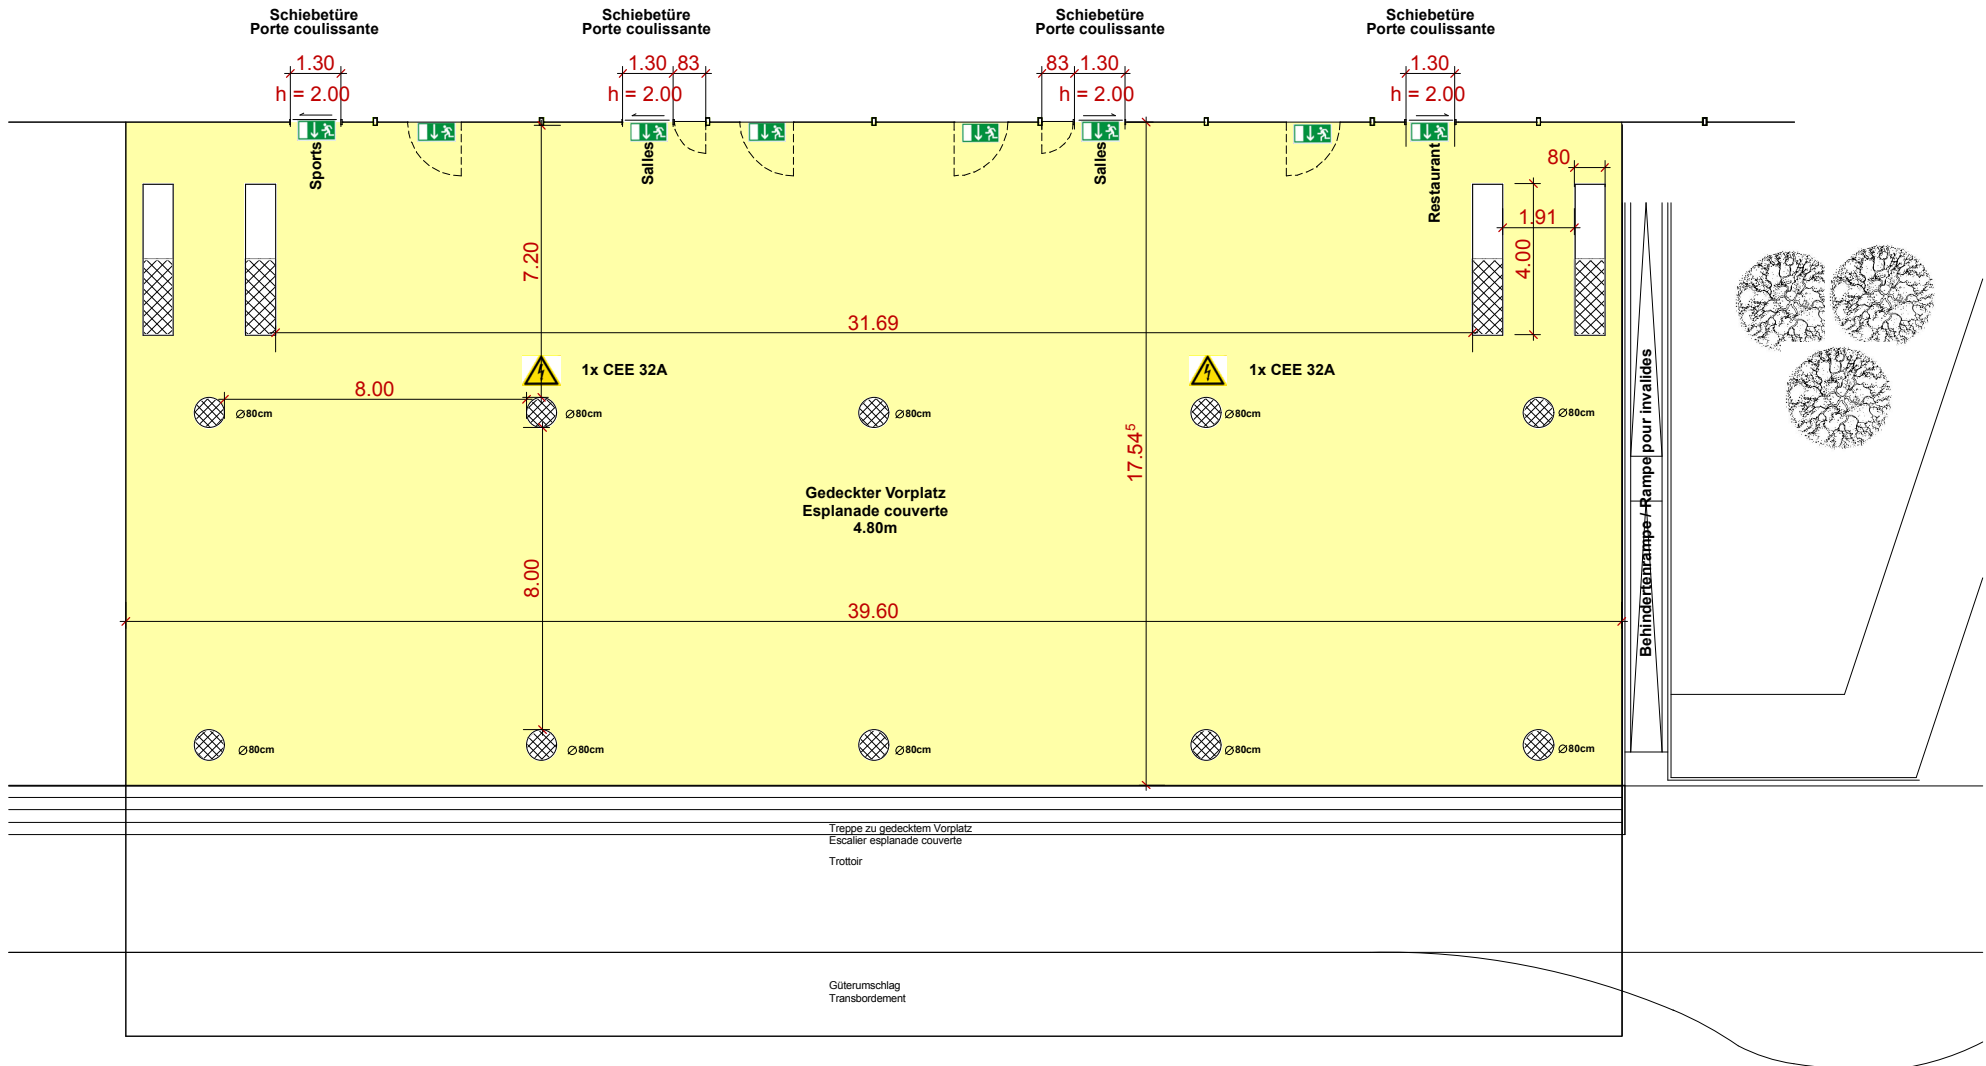 Schiebetüre
Porte coulissante
Schiebetüre
Porte coulissante
Schiebetüre
Porte coulissante
Schiebetüre
Porte coulissante
1.30
1.30
83
83
1.30
1.30
h = 2.00
h = 2.00
h = 2.00
h = 2.00
Sports
Salles
Salles
Restaurant
80
1.91
4.00
7.20
31.69
1x CEE 32A
1x CEE 32A
8.00
Ø80cm
Ø80cm
Ø80cm
Ø80cm
Ø80cm
17.54⁵
Gedeckter Vorplatz
Esplanade couverte
4.80m
Behindertenrampe / Rampe pour invalides
8.00
39.60
Ø80cm
Ø80cm
Ø80cm
Ø80cm
Ø80cm
Treppe zu gedecktem Vorplatz
Escalier esplanade couverte
Trottoir
Güterumschlag
Transbordement